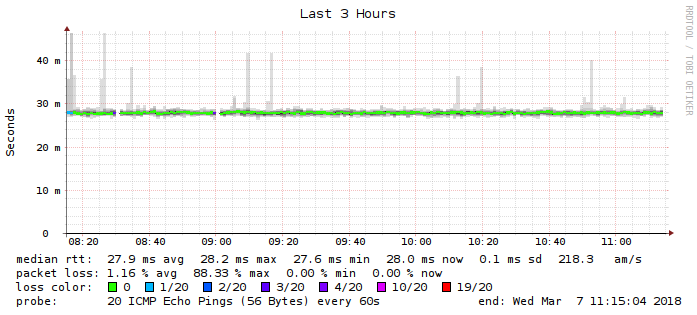 Last 3 Hours
RRDTOOL / TOBI OETIKER
Seconds
40 m
30 m
20 m
10 m
0
08:20 08:40 09:00 09:20 09:40 10:00 10:20 10:40 11:00
median rtt: 27.9 ms avg 28.2 ms max 27.6 ms min 28.0 ms now 0.1 ms sd 218.3 am/s
packet loss: 1.16 % avg 88.33 % max 0.00 % min 0.00 % now
loss color: 0 1/20 2/20 3/20 4/20 10/20 19/20
probe: 20 ICMP Echo Pings (56 Bytes) every 60s end: Wed Mar 7 11:15:04 2018